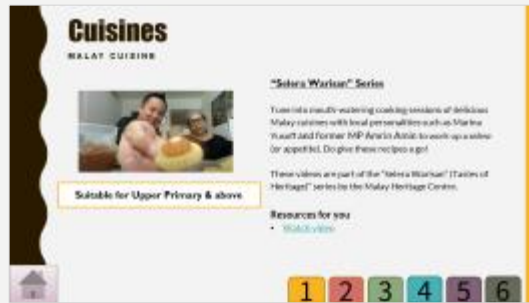 Cuisines
MALAY CUISINE
"Selera Warisan" Series
Tune into mouth-watering cooking sessions of delicious
Malay cuisines with local personalities such as Marina
Yusoff and former MP Amrin Amin to work up a sweat
(or appetite). Do give these recipes a go!
These videos are part of the "Selera Warisan" (Tastes of
Heritage)" series by the Malay Heritage Centre.
Suitable for Upper Primary & above
Resources for you
• Watch video
1 2 3 4 5 6